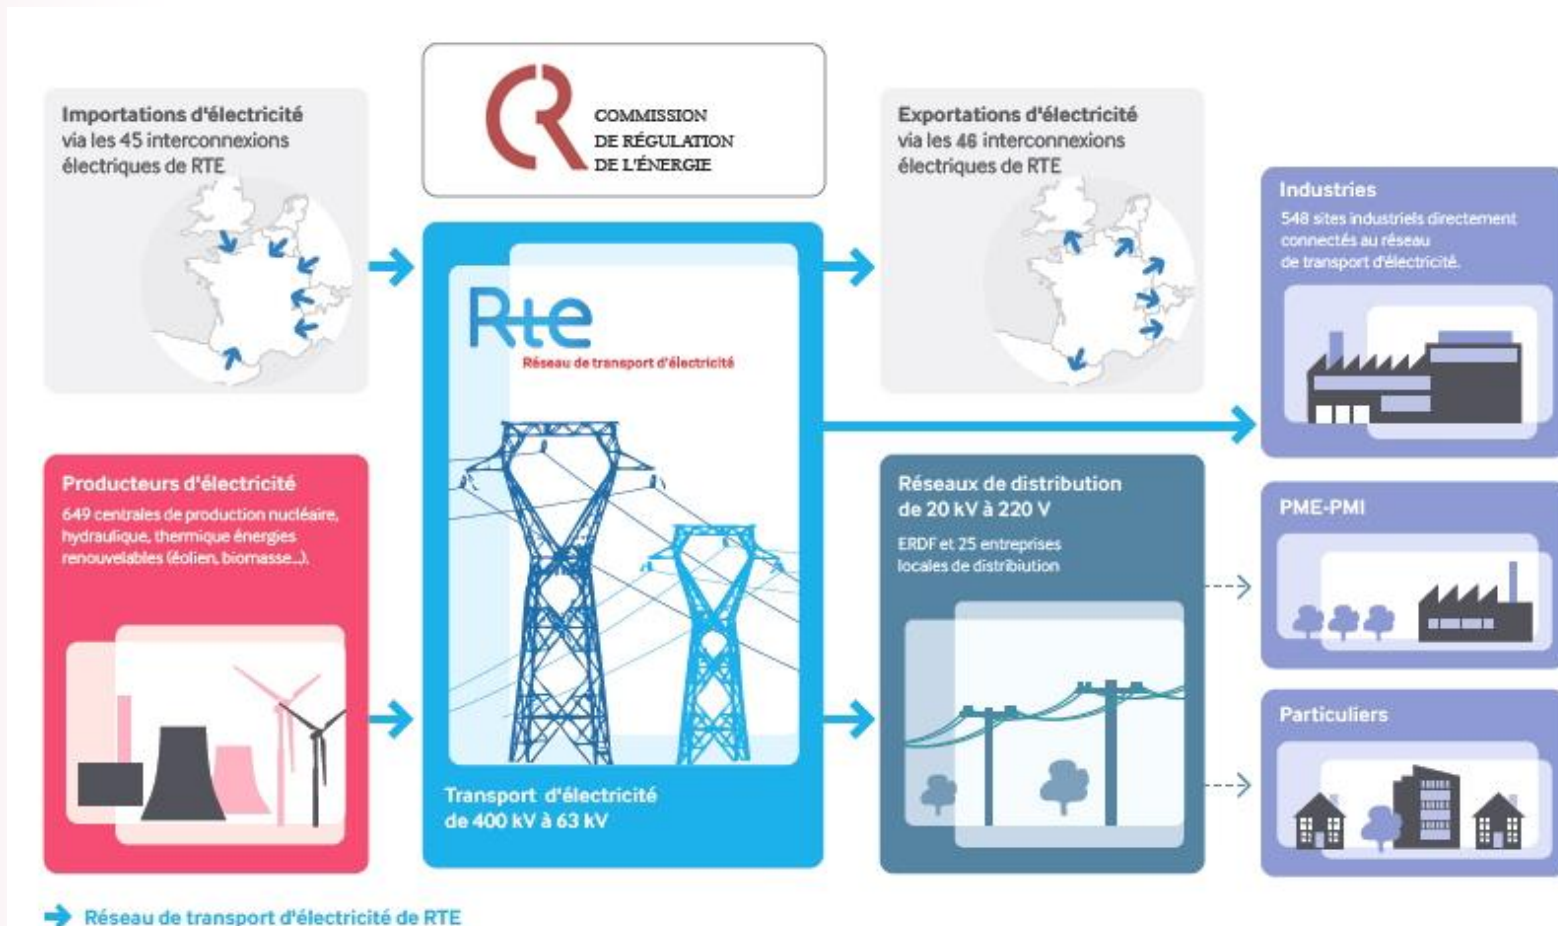 Importations d'électricité
via les 45 interconnexions
électriques de RTE
CR
COMMISSION
DE RÉGULATION
DE L'ÉNERGIE
Exportations d'électricité
via les 46 interconnexions
électriques de RTE
Industries
548 sites industriels directement
connectés au réseau
de transport d'électricité.
Rte
Réseau de transport d'électricité
Producteurs d'électricité
649 centrales de production nucléaire,
hydraulique, thermique énergies
renouvelables (éolien, biomasse...).
Transport d'électricité
de 400 kV à 63 kV
Réseaux de distribution
de 20 kV à 220 V
ERDF et 25 entreprises
locales de distribiution
PME-PMI
Particuliers
Réseau de transport d'électricité de RTE